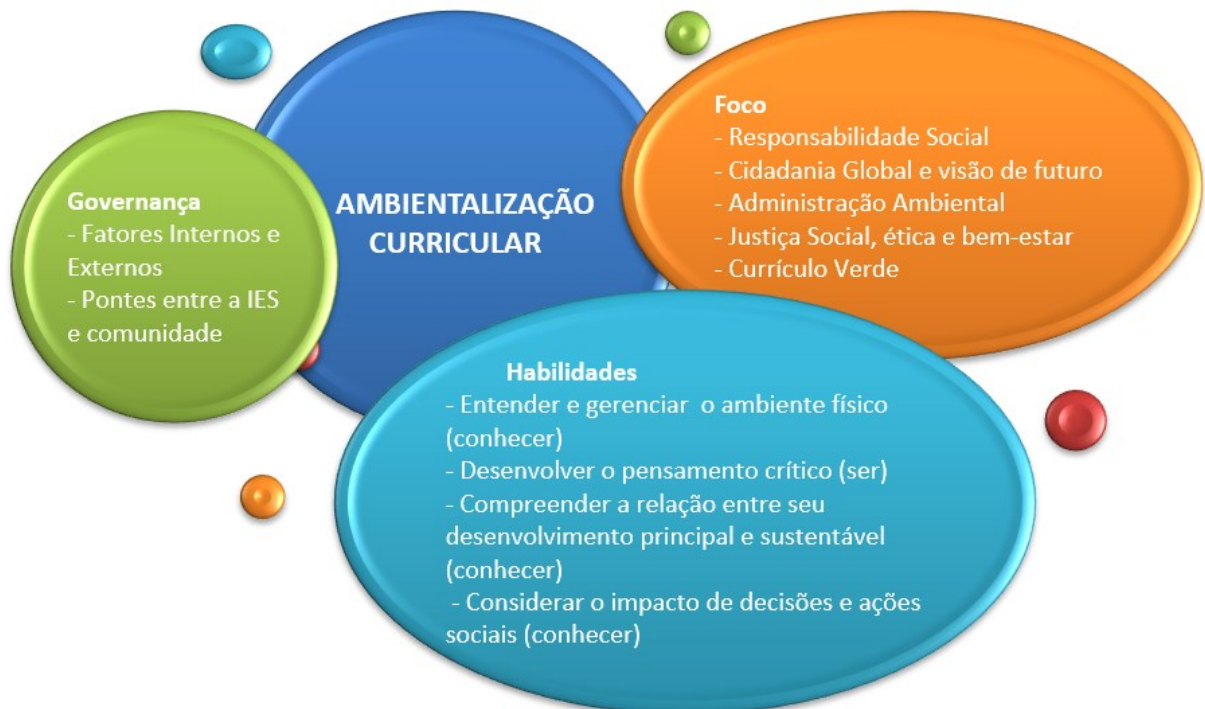 AMBIENTALIZAÇÃO
CURRICULAR
Governança
- Fatores Internos e
Externos
- Pontes entre a IES
e comunidade
Foco
- Responsabilidade Social
- Cidadania Global e visão de futuro
- Administração Ambiental
- Justiça Social, ética e bem-estar
- Currículo Verde
Habilidades
- Entender e gerenciar o ambiente físico
(conhecer)
- Desenvolver o pensamento crítico (ser)
- Compreender a relação entre seu
desenvolvimento principal e sustentável
(conhecer)
- Considerar o impacto de decisões e ações
sociais (conhecer)